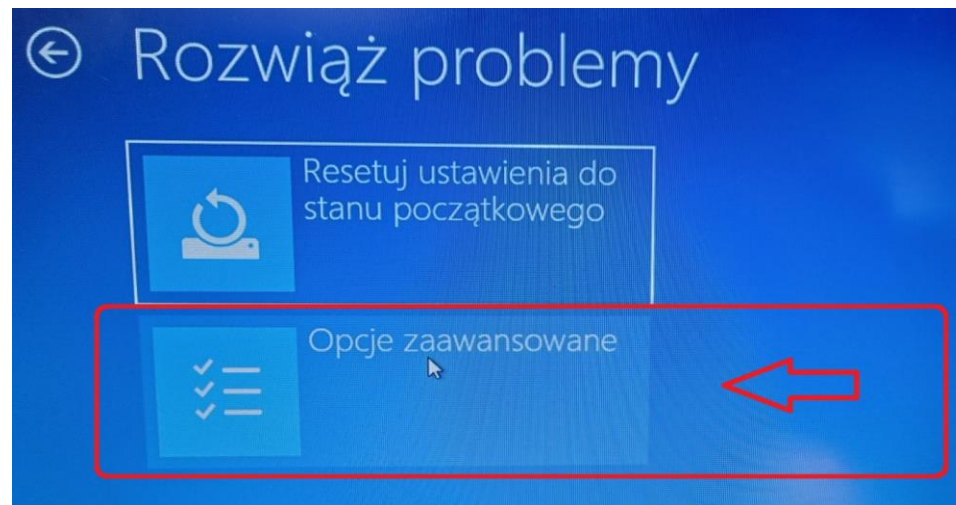 Rozwiąż problemy
Resetuj ustawienia do
stanu początkowego
Opcje zaawansowane